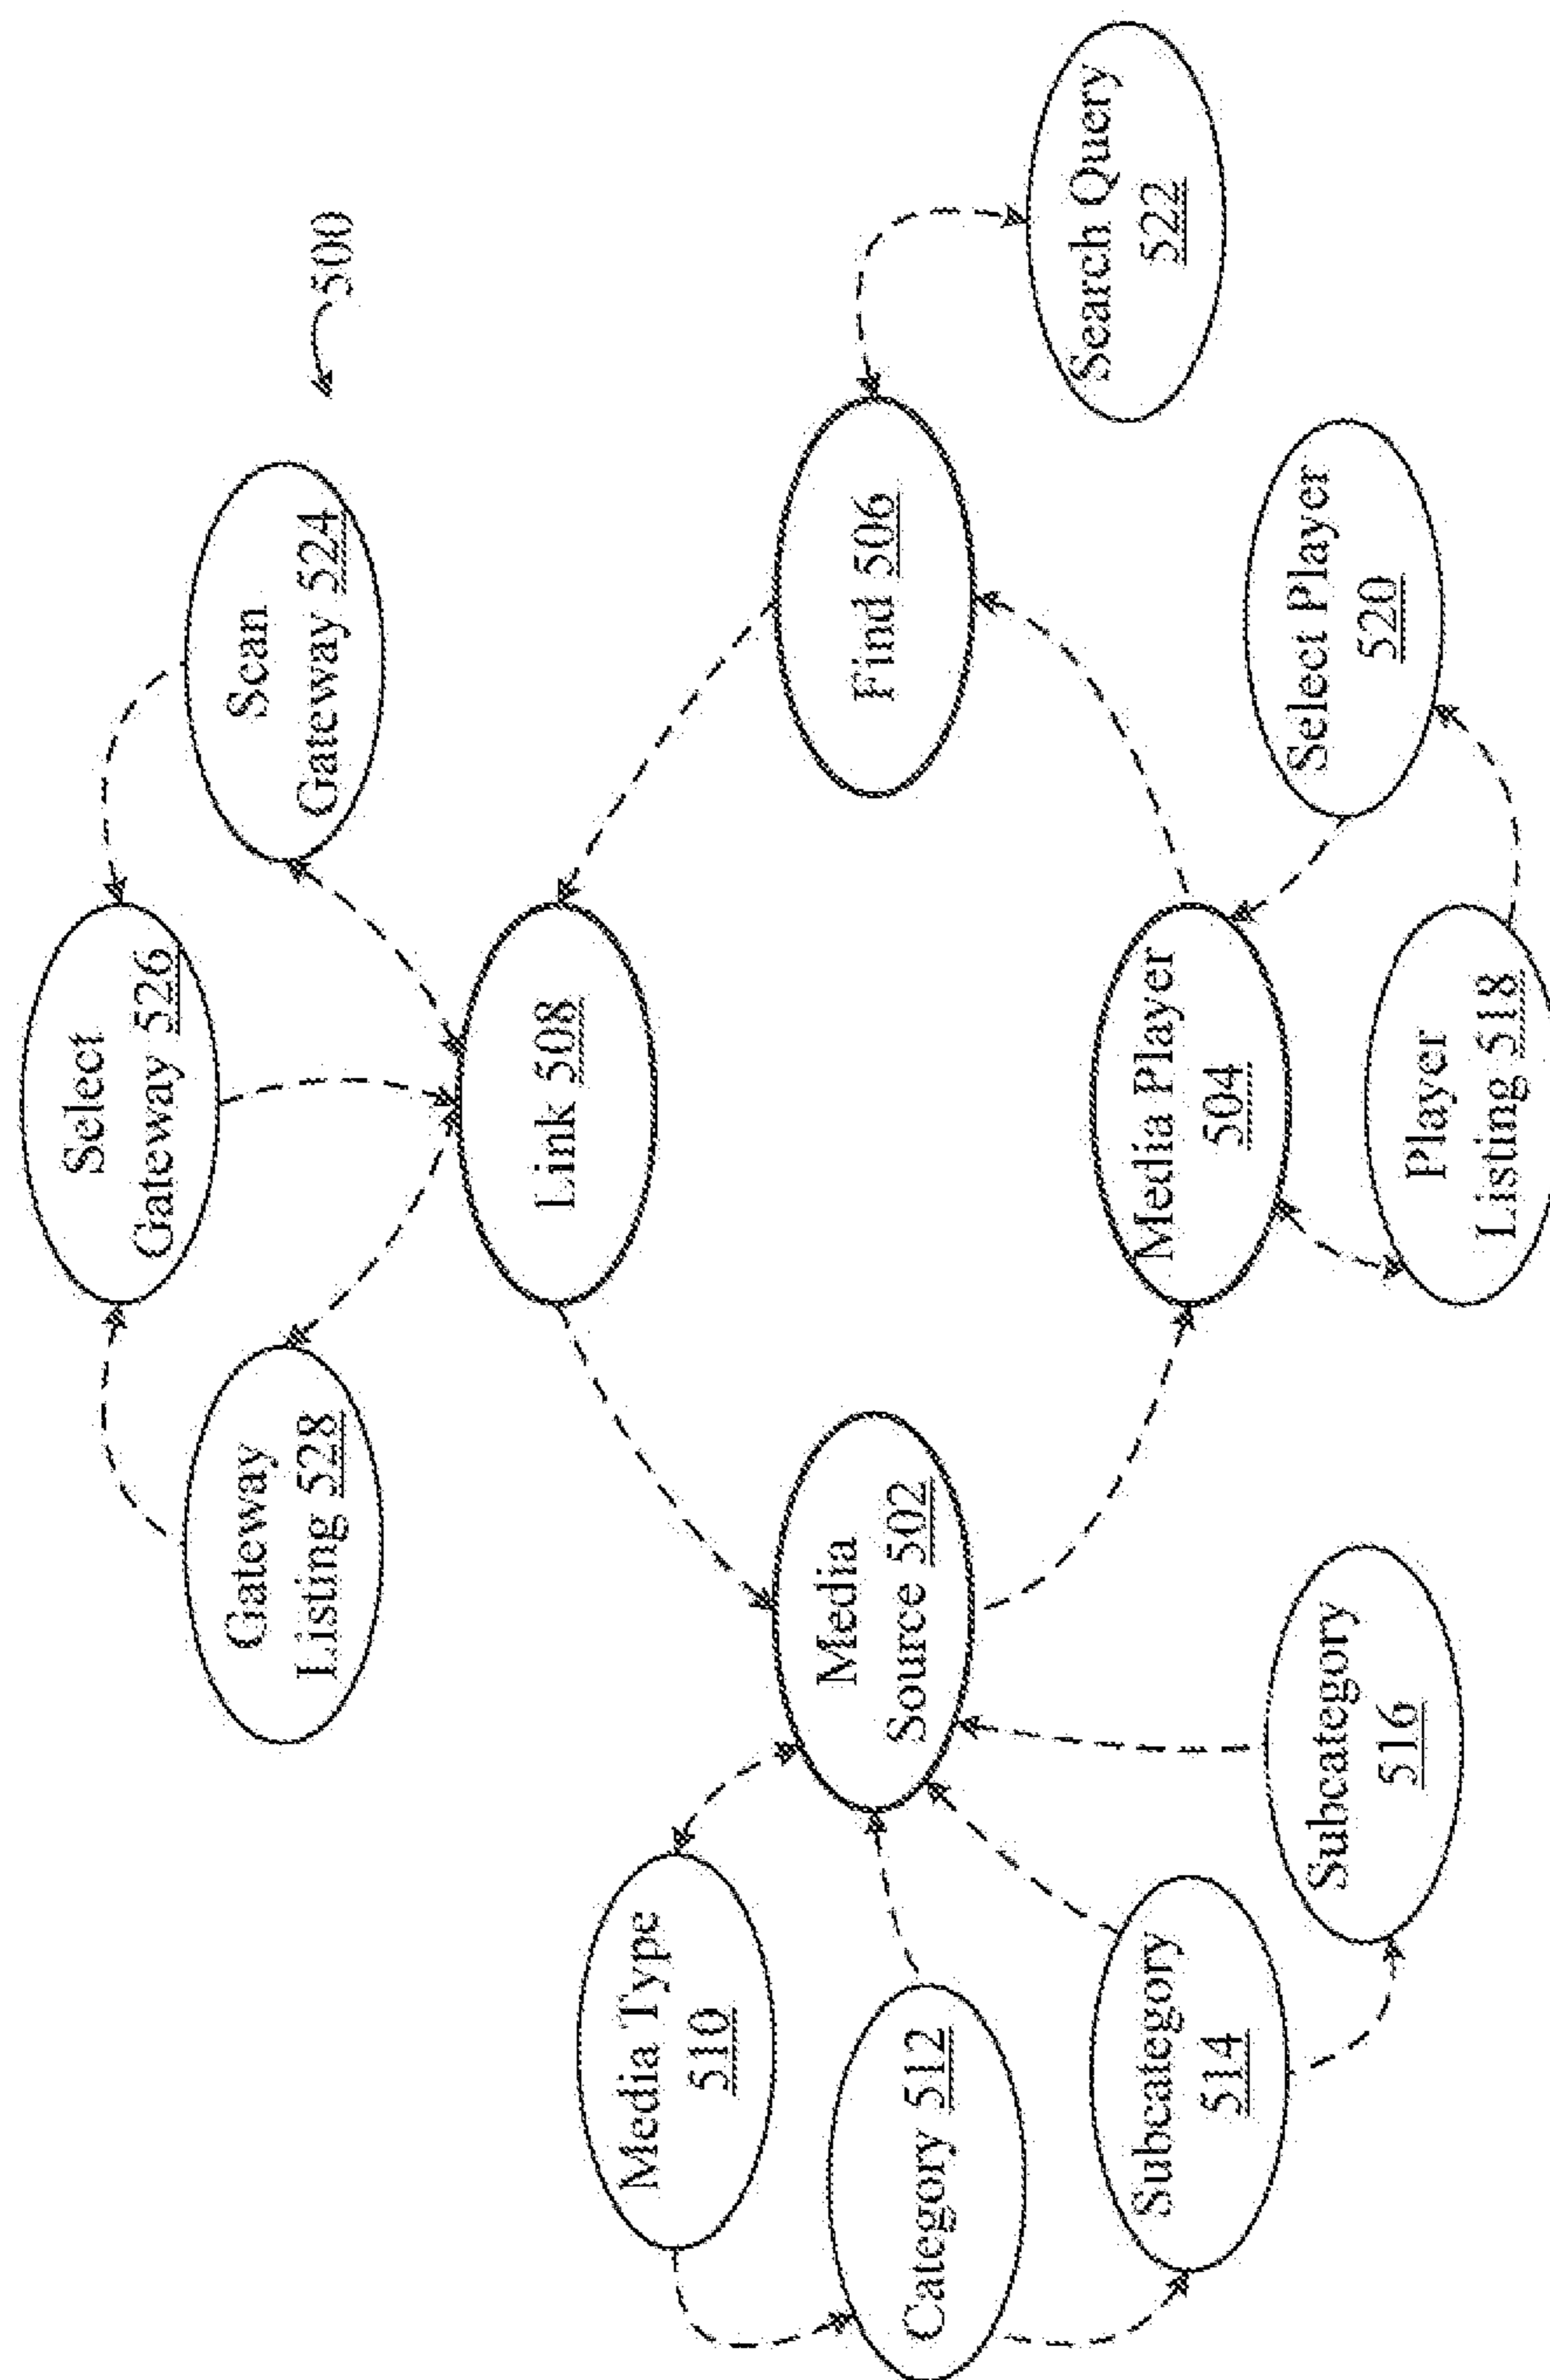 500
Scan
Gateway 524
Select
Gateway 526
Gateway
Listing 528
Link 508
Find 506
Search Query
522
Media
Source 502
Media Type
510
Category 512
Subcategory
514
Subcategory
516
Media Player
504
Select Player
520
Player
Listing 518